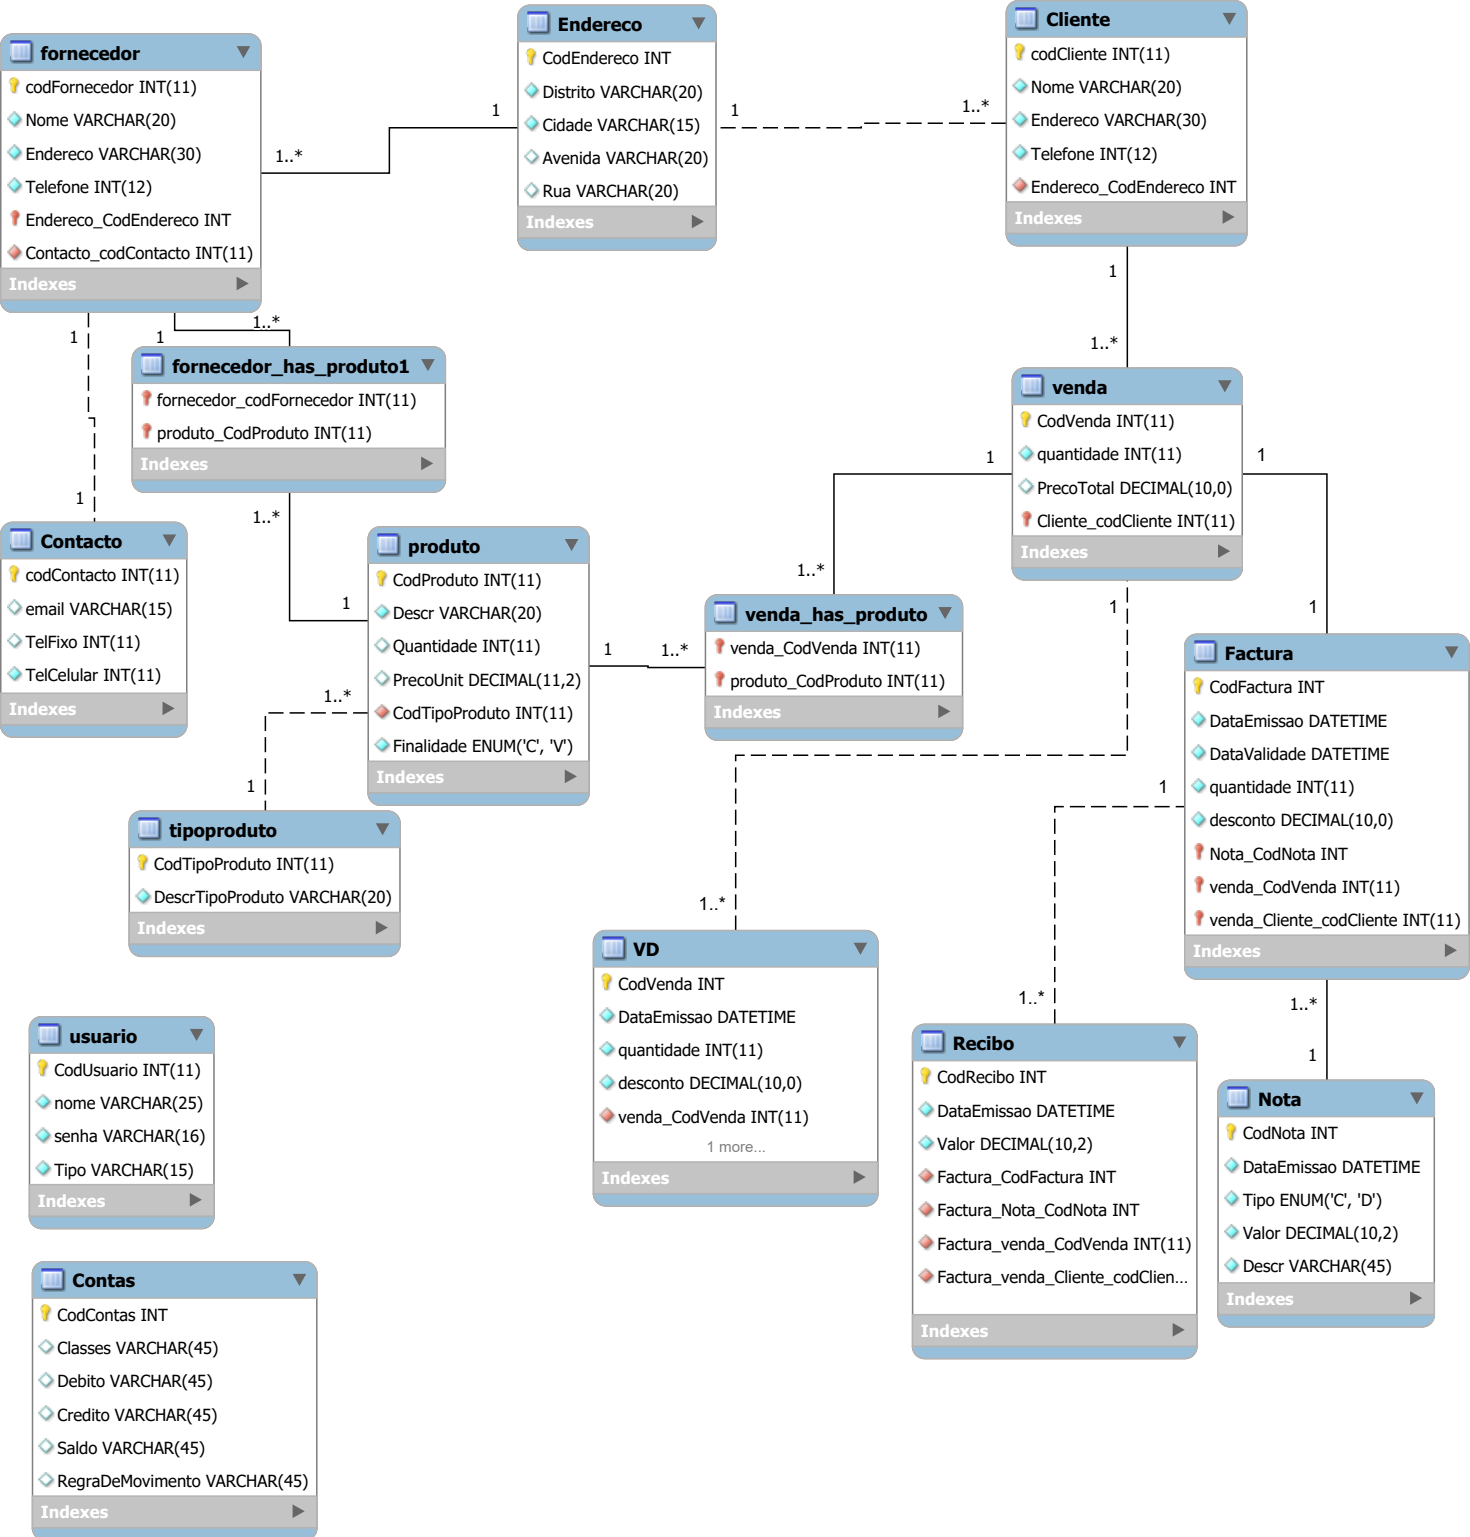 fornecedor
codFornecedor INT(11)
Nome VARCHAR(20)
Endereco VARCHAR(30)
Telefone INT(12)
Endereco_CodEndereco INT
Contacto_codContacto INT(11)
Indexes
1..*
1
Endereco
CodEndereco INT
Distrito VARCHAR(20)
Cidade VARCHAR(15)
Avenida VARCHAR(20)
Rua VARCHAR(20)
Indexes
1
1..*
Cliente
codCliente INT(11)
Nome VARCHAR(20)
Endereco VARCHAR(30)
Telefone INT(12)
Endereco_CodEndereco INT
Indexes
1
1..*
1
1
1..*
1
fornecedor_has_produto1
fornecedor_codFornecedor INT(11)
produto_CodProduto INT(11)
Indexes
1..*
1
Contacto
codContacto INT(11)
email VARCHAR(15)
TelFixo INT(11)
TelCelular INT(11)
Indexes
produto
CodProduto INT(11)
Descr VARCHAR(20)
Quantidade INT(11)
PrecoUnit DECIMAL(11,2)
CodTipoProduto INT(11)
Finalidade ENUM('C', 'V')
Indexes
1..*
1
tipoproduto
CodTipoProduto INT(11)
DescrTipoProduto VARCHAR(20)
Indexes
1
1..*
venda
CodVenda INT(11)
quantidade INT(11)
PrecoTotal DECIMAL(10,0)
Cliente_codCliente INT(11)
Indexes
1
1..*
1
1
1
1..*
venda_has_produto
venda_CodVenda INT(11)
produto_CodProduto INT(11)
Indexes
Factura
CodFactura INT
DataEmissao DATETIME
DataValidade DATETIME
quantidade INT(11)
desconto DECIMAL(10,0)
Nota_CodNota INT
venda_CodVenda INT(11)
venda_Cliente_codCliente INT(11)
Indexes
1
1..*
1..*
1
VD
CodVenda INT
DataEmissao DATETIME
quantidade INT(11)
desconto DECIMAL(10,0)
venda_CodVenda INT(11)
1 more...
Indexes
Recibo
CodRecibo INT
DataEmissao DATETIME
Valor DECIMAL(10,2)
Factura_CodFactura INT
Factura_Nota_CodNota INT
Factura_venda_CodVenda INT(11)
Factura_venda_Cliente_codClien...
Indexes
Nota
CodNota INT
DataEmissao DATETIME
Tipo ENUM('C', 'D')
Valor DECIMAL(10,2)
Descr VARCHAR(45)
Indexes
usuario
CodUsuario INT(11)
nome VARCHAR(25)
senha VARCHAR(16)
Tipo VARCHAR(15)
Indexes
Contas
CodContas INT
Classes VARCHAR(45)
Debito VARCHAR(45)
Credito VARCHAR(45)
Saldo VARCHAR(45)
RegraDeMovimento VARCHAR(45)
Indexes